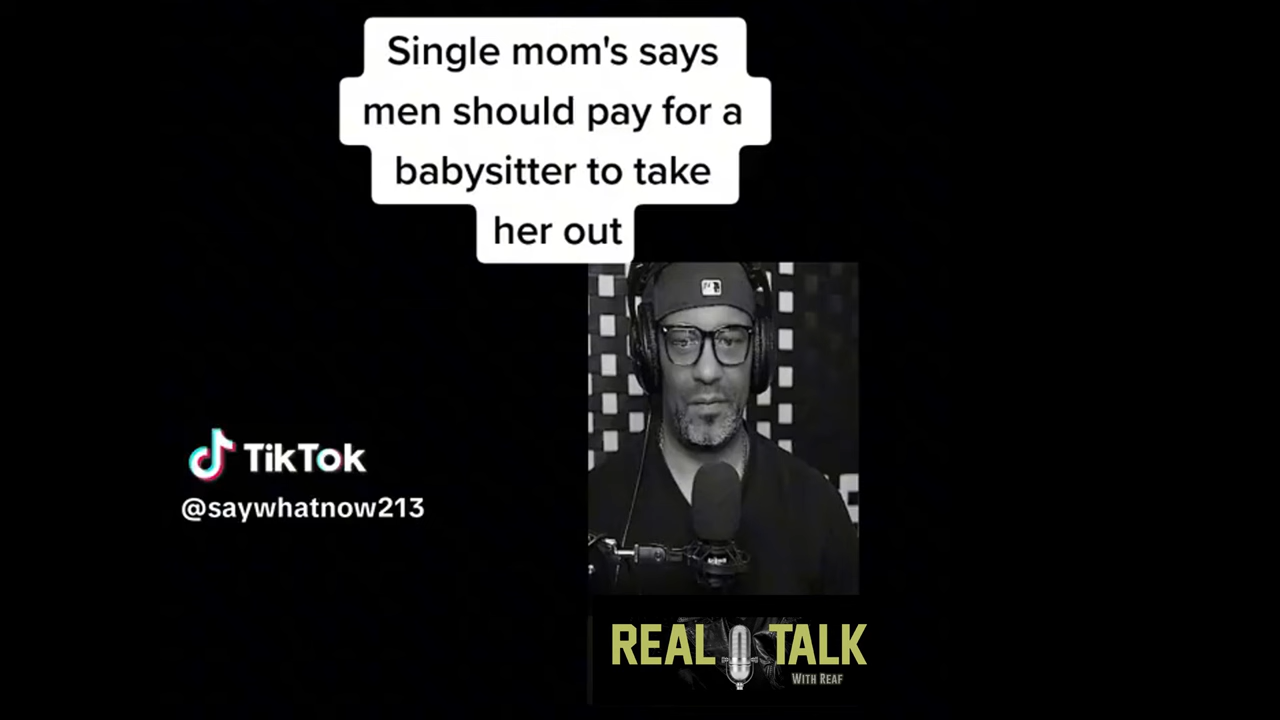 Single mom's says
men should pay for a
babysitter to take
her out
TikTok
@saywhatnow213
REAL TALK
WITH REAF